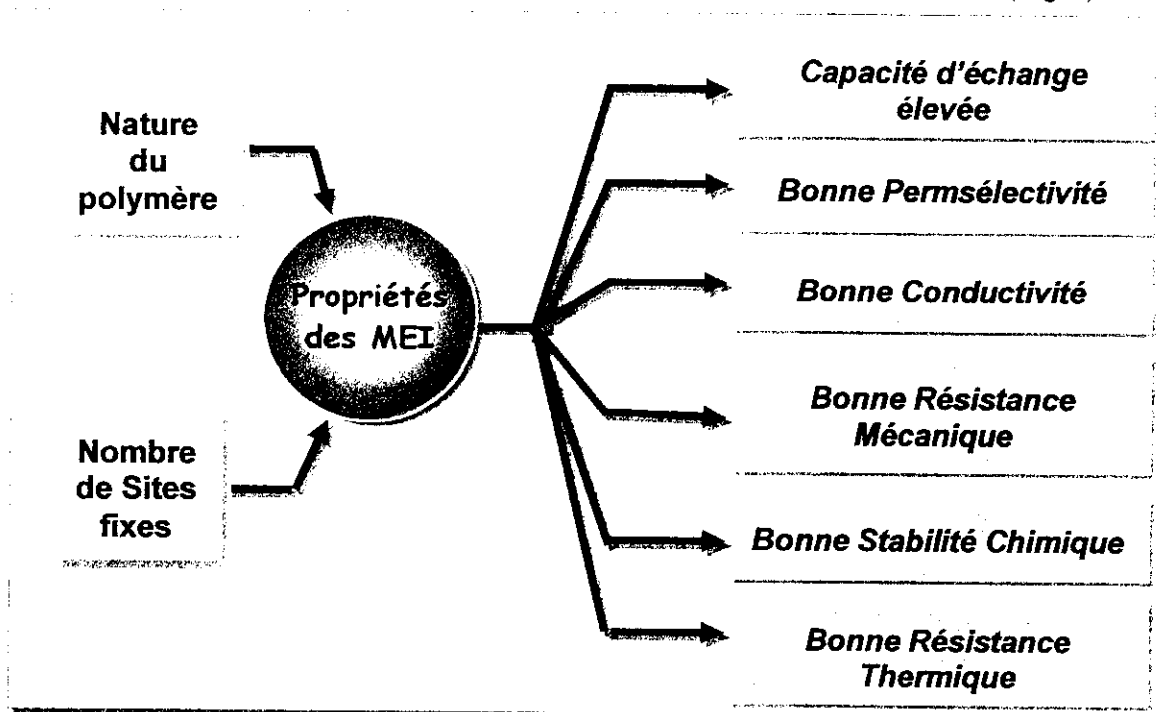 Nature
du
polymère
Nombre
de Sites
fixes
Propriétés
des MEI
Capacité d'échange
élevée
Bonne Permsélectivité
Bonne Conductivité
Bonne Résistance
Mécanique
Bonne Stabilité Chimique
Bonne Résistance
Thermique